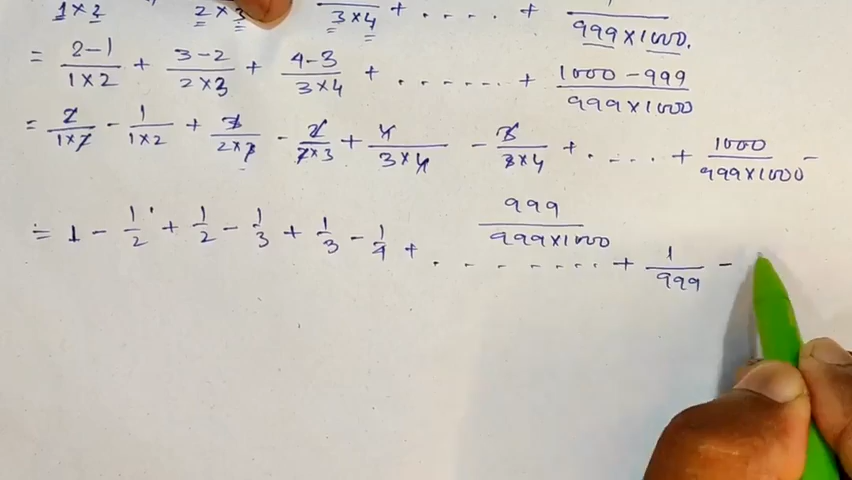 1×2 2×3 3×4 + ..... + 999×1000.
= 2-1/1×2 + 3-2/2×3 + 4-3/3×4 + ...... + 1000-999/999×1000
= 2/1×2 - 1/1×2 + 3/2×3 - 2/2×3 + 4/3×4 - 3/3×4 + ..... + 1000/999×1000 -
999/999×1000
= 1 - 1/2 + 1/2 - 1/3 + 1/3 - 1/4 + ........ + 1/999 -